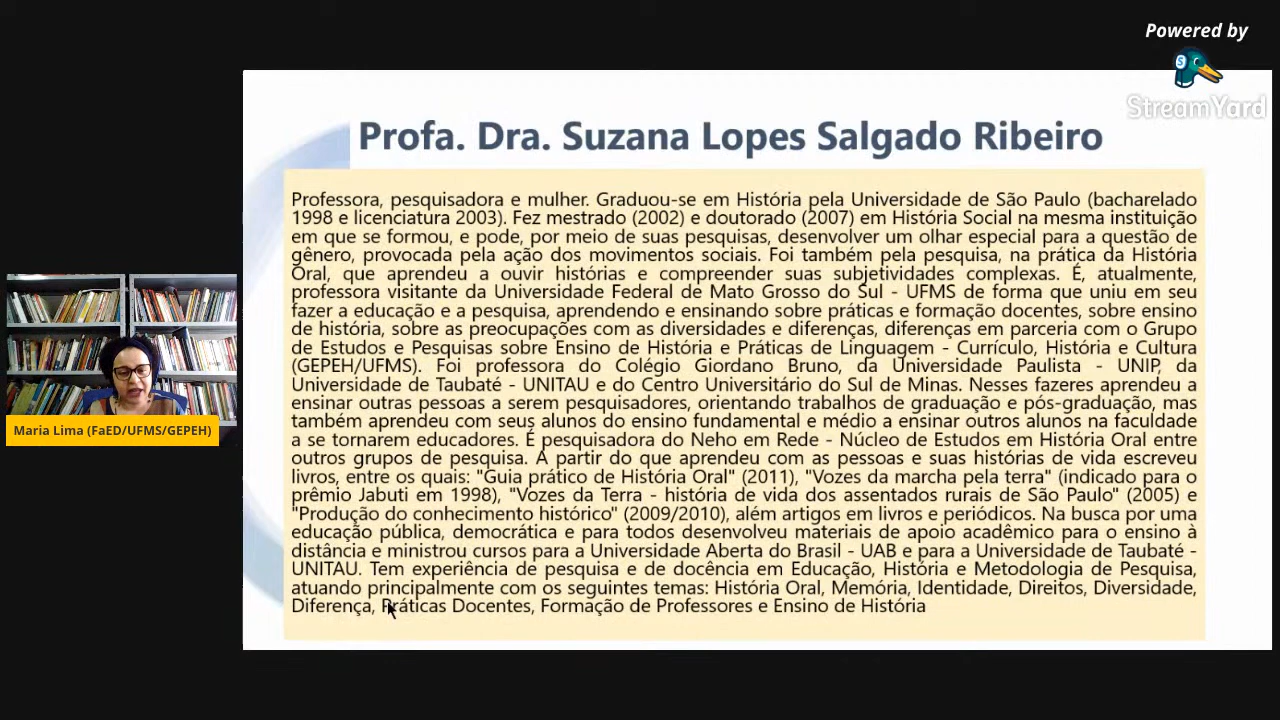 Powered by
StreamYard
Profa. Dra. Suzana Lopes Salgado Ribeiro
Professora, pesquisadora e mulher. Graduou-se em História pela Universidade de São Paulo (bacharelado
1998 e licenciatura 2003). Fez mestrado (2002) e doutorado (2007) em História Social na mesma instituição
em que se formou, e pode, por meio de suas pesquisas, desenvolver um olhar especial para a questão de
gênero, provocada pela ação dos movimentos sociais. Foi também pela pesquisa, na prática da História
Oral, que aprendeu a ouvir histórias e compreender suas subjetividades complexas. É, atualmente,
professora visitante da Universidade Federal de Mato Grosso do Sul - UFMS de forma que uniu em seu
fazer a educação e a pesquisa, aprendendo e ensinando sobre práticas e formação docentes, sobre ensino
de história, sobre as preocupações com as diversidades e diferenças, diferenças em parceria com o Grupo
de Estudos e Pesquisas sobre Ensino de História e Práticas de Linguagem - Currículo, História e Cultura
(GEPEH/UFMS). Foi professora do Colégio Giordano Bruno, da Universidade Paulista - UNIP, da
Universidade de Taubaté - UNITAU e do Centro Universitário do Sul de Minas. Nesses fazeres aprendeu a
ensinar outras pessoas a serem pesquisadores, orientando trabalhos de graduação e pós-graduação, mas
também aprendeu com seus alunos do ensino fundamental e médio a ensinar outros alunos na faculdade
a se tornarem educadores. É pesquisadora do Neho em Rede - Núcleo de Estudos em História Oral entre
outros grupos de pesquisa. A partir do que aprendeu com as pessoas e suas histórias de vida escreveu
livros, entre os quais: "Guia prático de História Oral" (2011), "Vozes da marcha pela terra" (indicado para o
prêmio Jabuti em 1998), "Vozes da Terra - história de vida dos assentados rurais de São Paulo" (2005) e
"Produção do conhecimento histórico" (2009/2010), além artigos em livros e periódicos. Na busca por uma
educação pública, democrática e para todos desenvolveu materiais de apoio acadêmico para o ensino à
distância e ministrou cursos para a Universidade Aberta do Brasil - UAB e para a Universidade de Taubaté -
UNITAU. Tem experiência de pesquisa e de docência em Educação, História e Metodologia de Pesquisa,
atuando principalmente com os seguintes temas: História Oral, Memória, Identidade, Direitos, Diversidade,
Diferença, Práticas Docentes, Formação de Professores e Ensino de História
Maria Lima (FaED/UFMS/GEPEH)